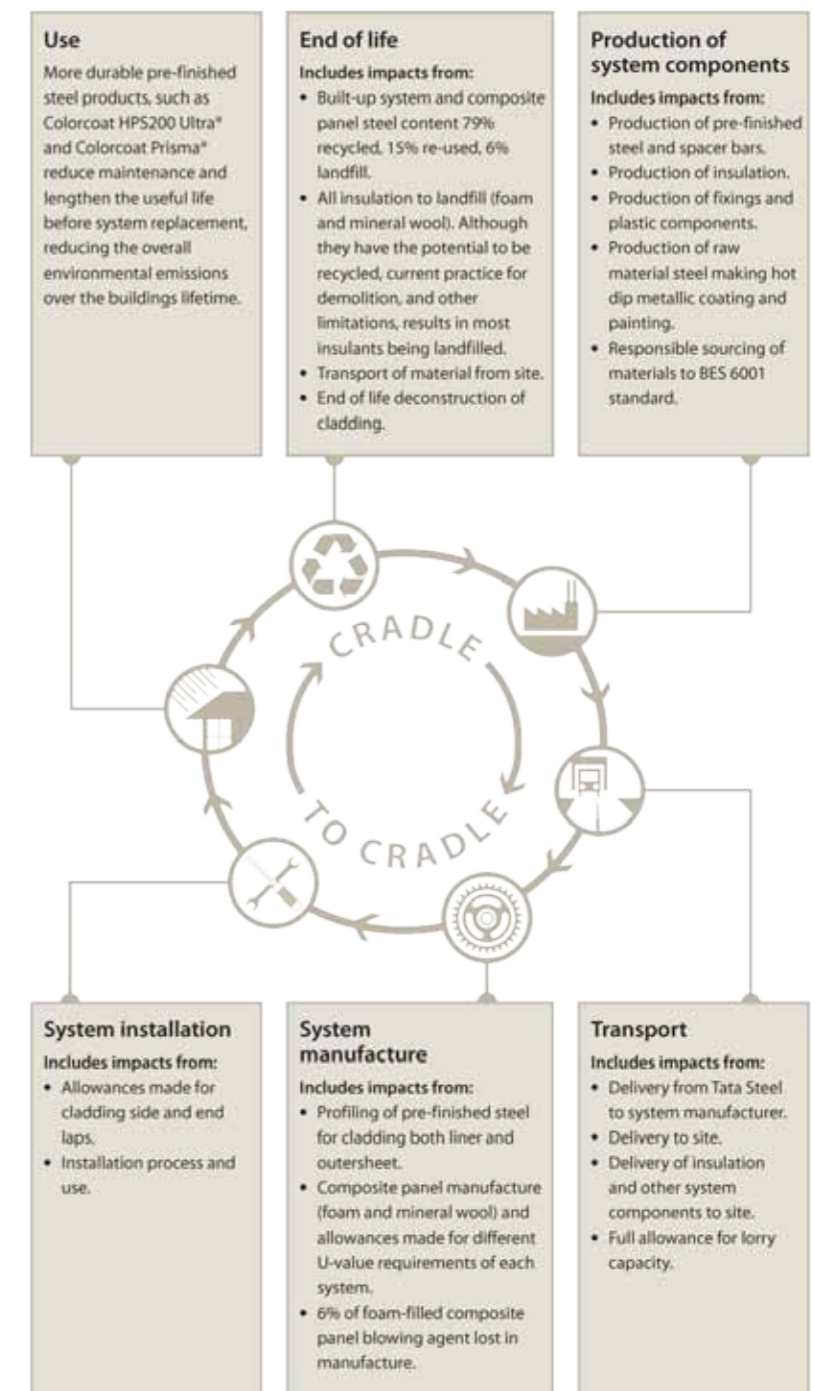 Use
More durable pre-finished
steel products, such as
Colorcoat HPS200 Ultra®
and Colorcoat Prisma®
reduce maintenance and
lengthen the useful life
before system replacement,
reducing the overall
environmental emissions
over the buildings lifetime.
End of life
Includes impacts from:
• Built-up system and composite
panel steel content 79%
recycled, 15% re-used, 6%
landfill.
• All insulation to landfill (foam
and mineral wool). Although
they have the potential to be
recycled, current practice for
demolition, and other
limitations, results in most
insulants being landfilled.
• Transport of material from site.
• End of life deconstruction of
cladding.
Production of
system components
Includes impacts from:
• Production of pre-finished
steel and spacer bars.
• Production of insulation.
• Production of fixings and
plastic components.
• Production of raw
material steel making hot
dip metallic coating and
painting.
• Responsible sourcing of
materials to BES 6001
standard.
CRADLE
TO CRADLE
System installation
Includes impacts from:
• Allowances made for
cladding side and end
laps.
• Installation process and
use.
System
manufacture
Includes impacts from:
• Profiling of pre-finished steel
for cladding both liner and
outersheet.
• Composite panel manufacture
(foam and mineral wool) and
allowances made for different
U-value requirements of each
system.
• 6% of foam-filled composite
panel blowing agent lost in
manufacture.
Transport
Includes impacts from:
• Delivery from Tata Steel
to system manufacturer.
• Delivery to site.
• Delivery of insulation
and other system
components to site.
• Full allowance for lorry
capacity.